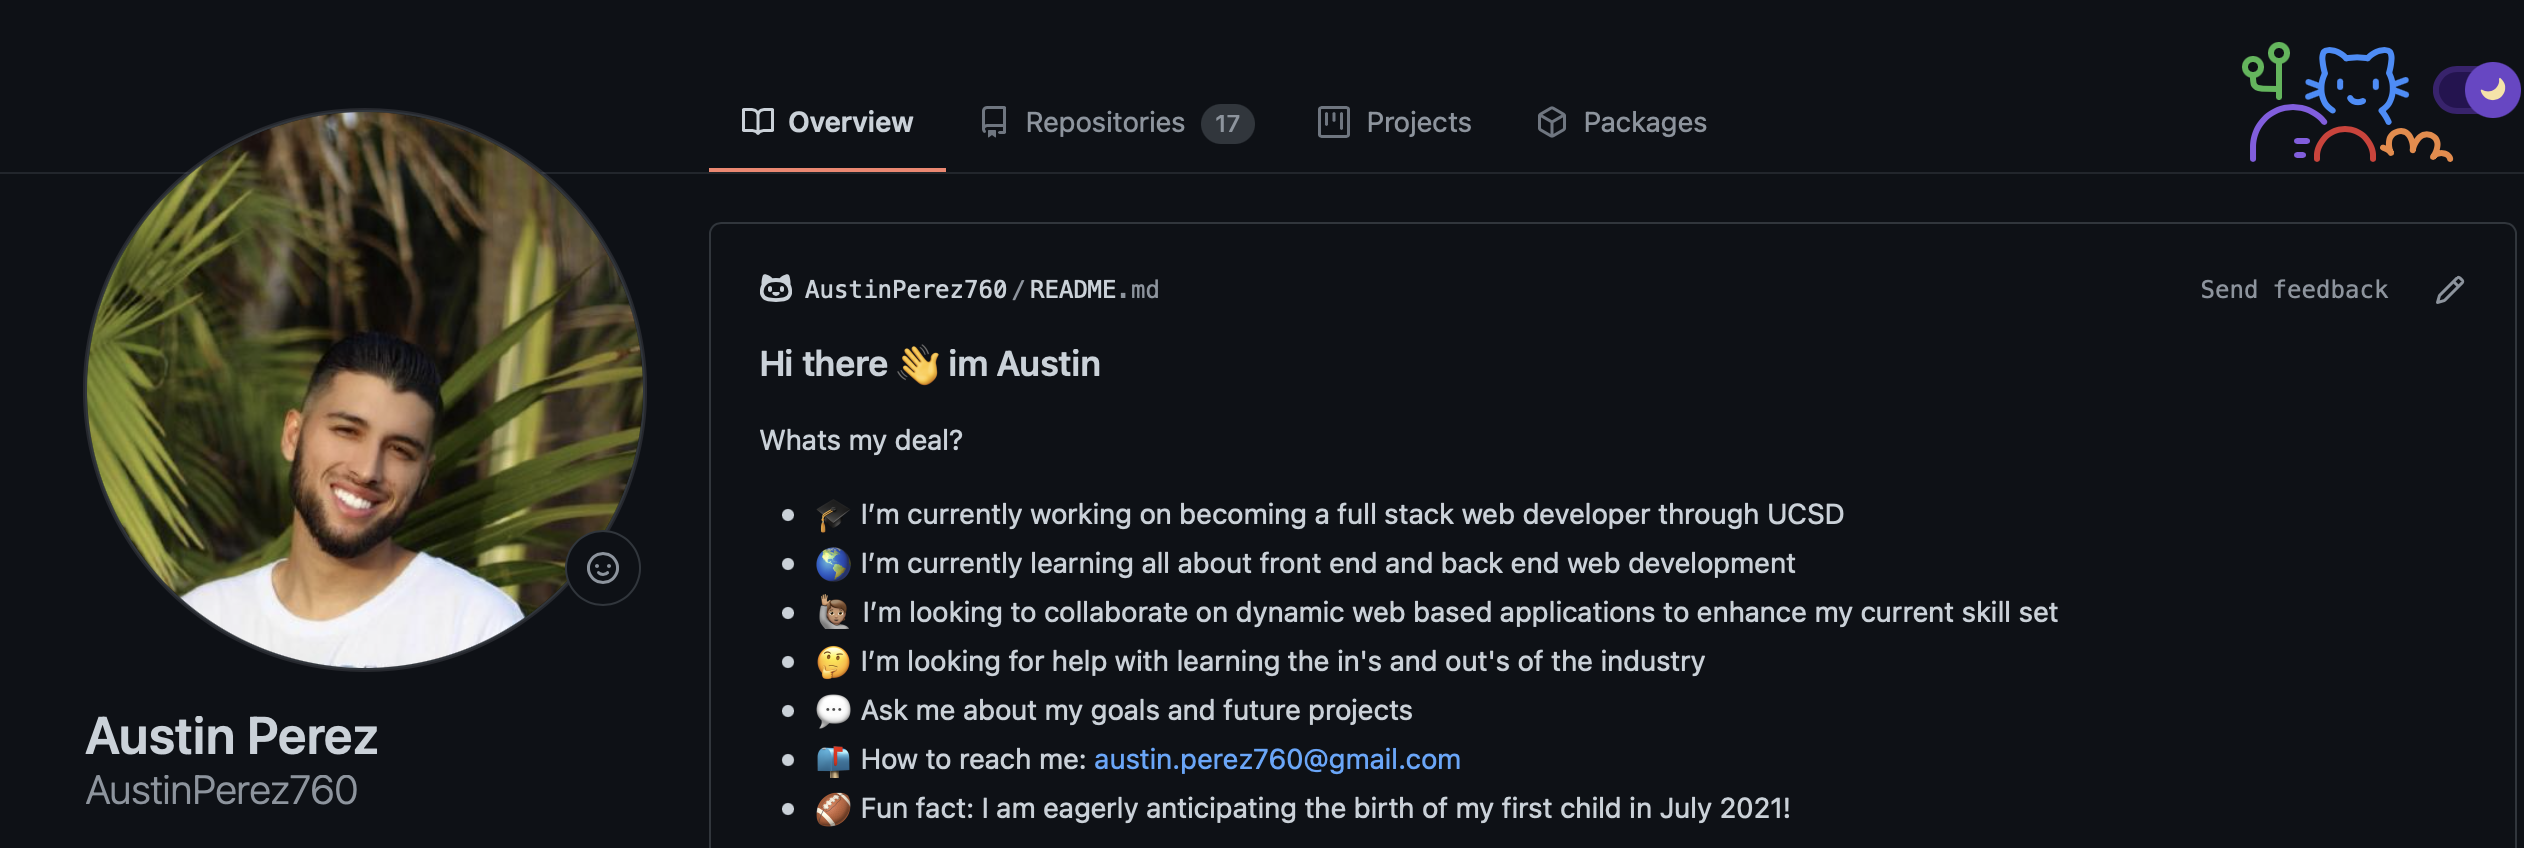 Overview Repositories 17 Projects Packages
AustinPerez760/README.md Send feedback
Hi there 👋 im Austin
Whats my deal?
🎓 I'm currently working on becoming a full stack web developer through UCSD
🌎 I'm currently learning all about front end and back end web development
🙋🏽‍♂️ I'm looking to collaborate on dynamic web based applications to enhance my current skill set
🤔 I'm looking for help with learning the in's and out's of the industry
💬 Ask me about my goals and future projects
📫 How to reach me: austin.perez760@gmail.com
🏈 Fun fact: I am eagerly anticipating the birth of my first child in July 2021!
Austin Perez
AustinPerez760